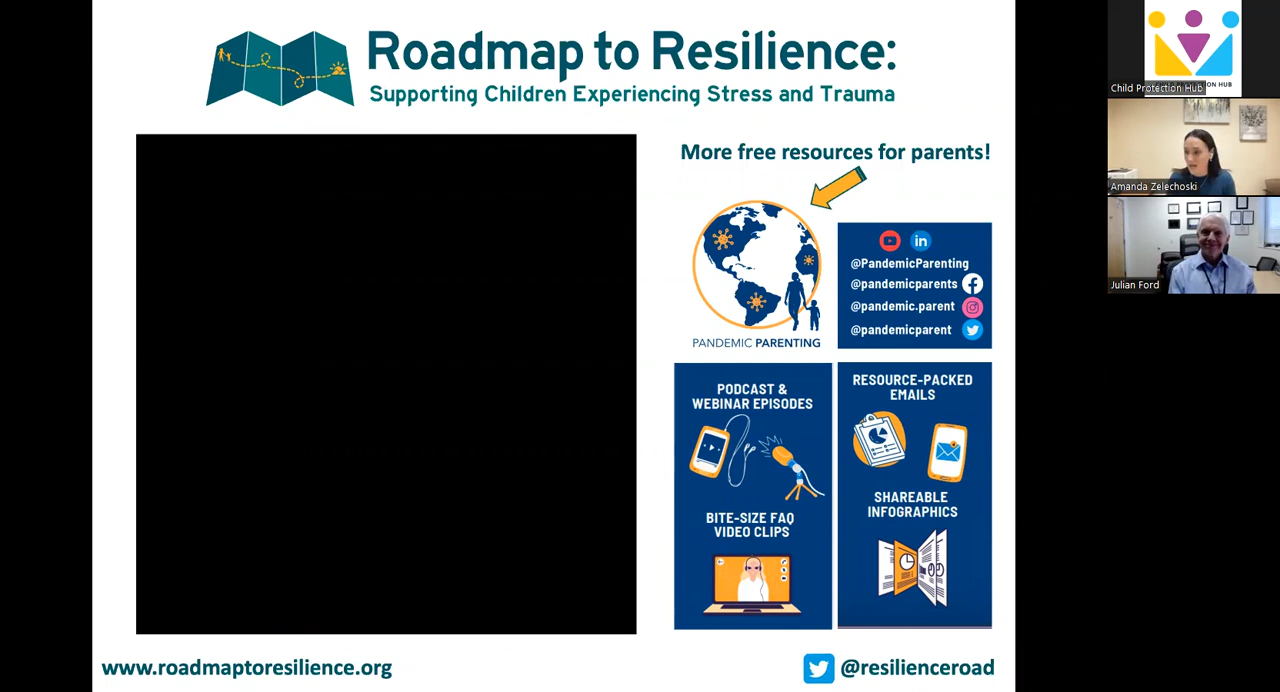 Roadmap to Resilience:
Supporting Children Experiencing Stress and Trauma
More free resources for parents!
PANDEMIC PARENTING
@PandemicParenting
@pandemicparents
@pandemic.parent
@pandemicparent
PODCAST &
WEBINAR EPISODES
BITE-SIZE FAQ
VIDEO CLIPS
RESOURCE-PACKED
EMAILS
SHAREABLE
INFOGRAPHICS
www.roadmaptoresilience.org
@resilienceroad
Child Protection Hub
HUB
Amanda Zelechoski
Julian Ford